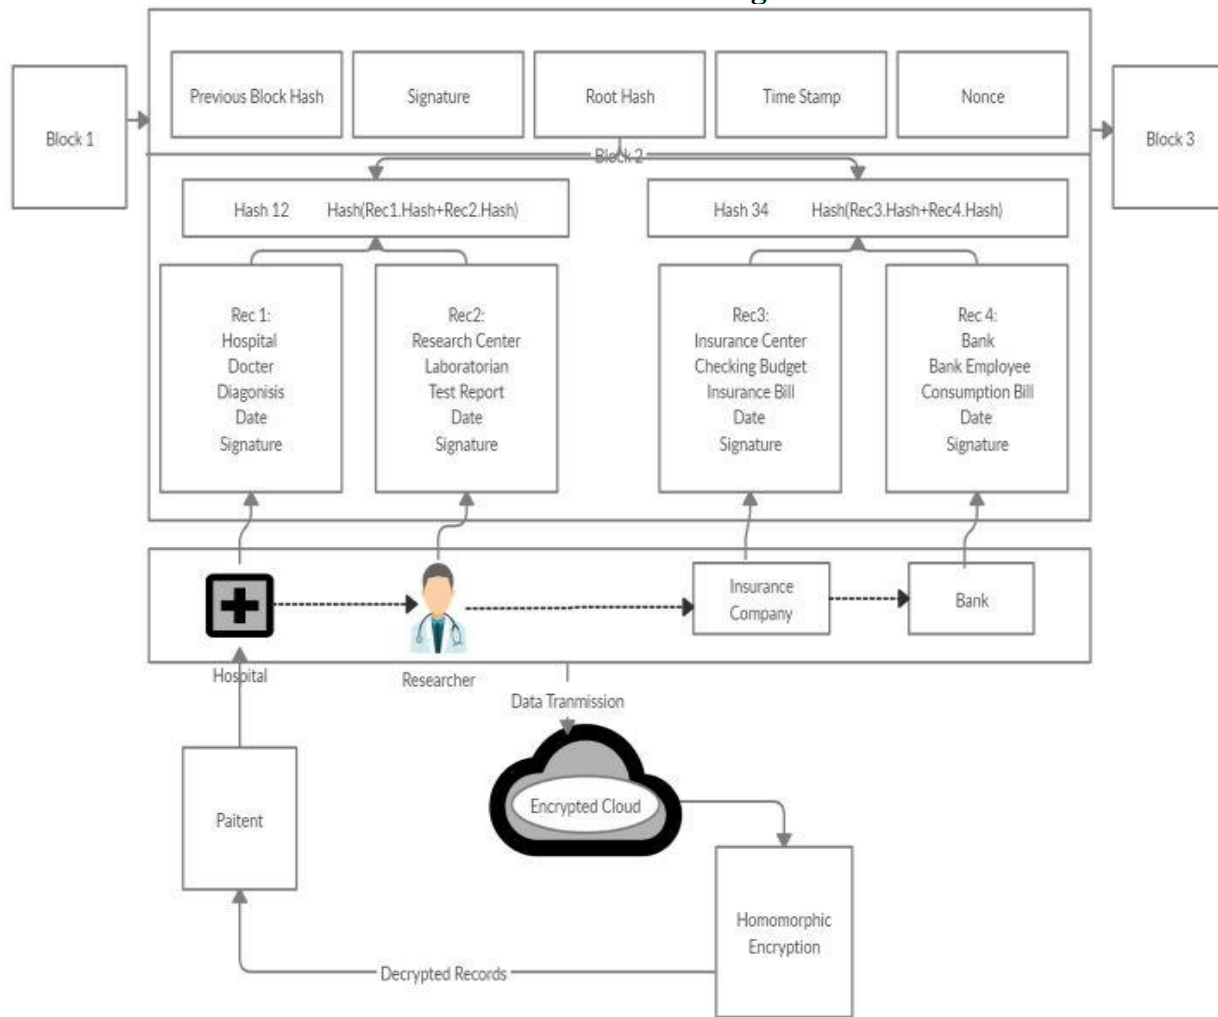 Previous Block Hash
Signature
Root Hash
Time Stamp
Nonce
Block 1
Block 3
Block 2
Hash 12
Hash(Rec1.Hash+Rec2.Hash)
Hash 34
Hash(Rec3.Hash+Rec4.Hash)
Rec 1:
Hospital
Docter
Diagonisis
Date
Signature
Rec2:
Research Center
Laboratorian
Test Report
Date
Signature
Rec3:
Insurance Center
Checking Budget
Insurance Bill
Date
Signature
Rec 4:
Bank
Bank Employee
Consumption Bill
Date
Signature
Insurance
Company
Bank
Hospital
Researcher
Data Tranmission
Encrypted Cloud
Paitent
Homomorphic
Encryption
Decrypted Records